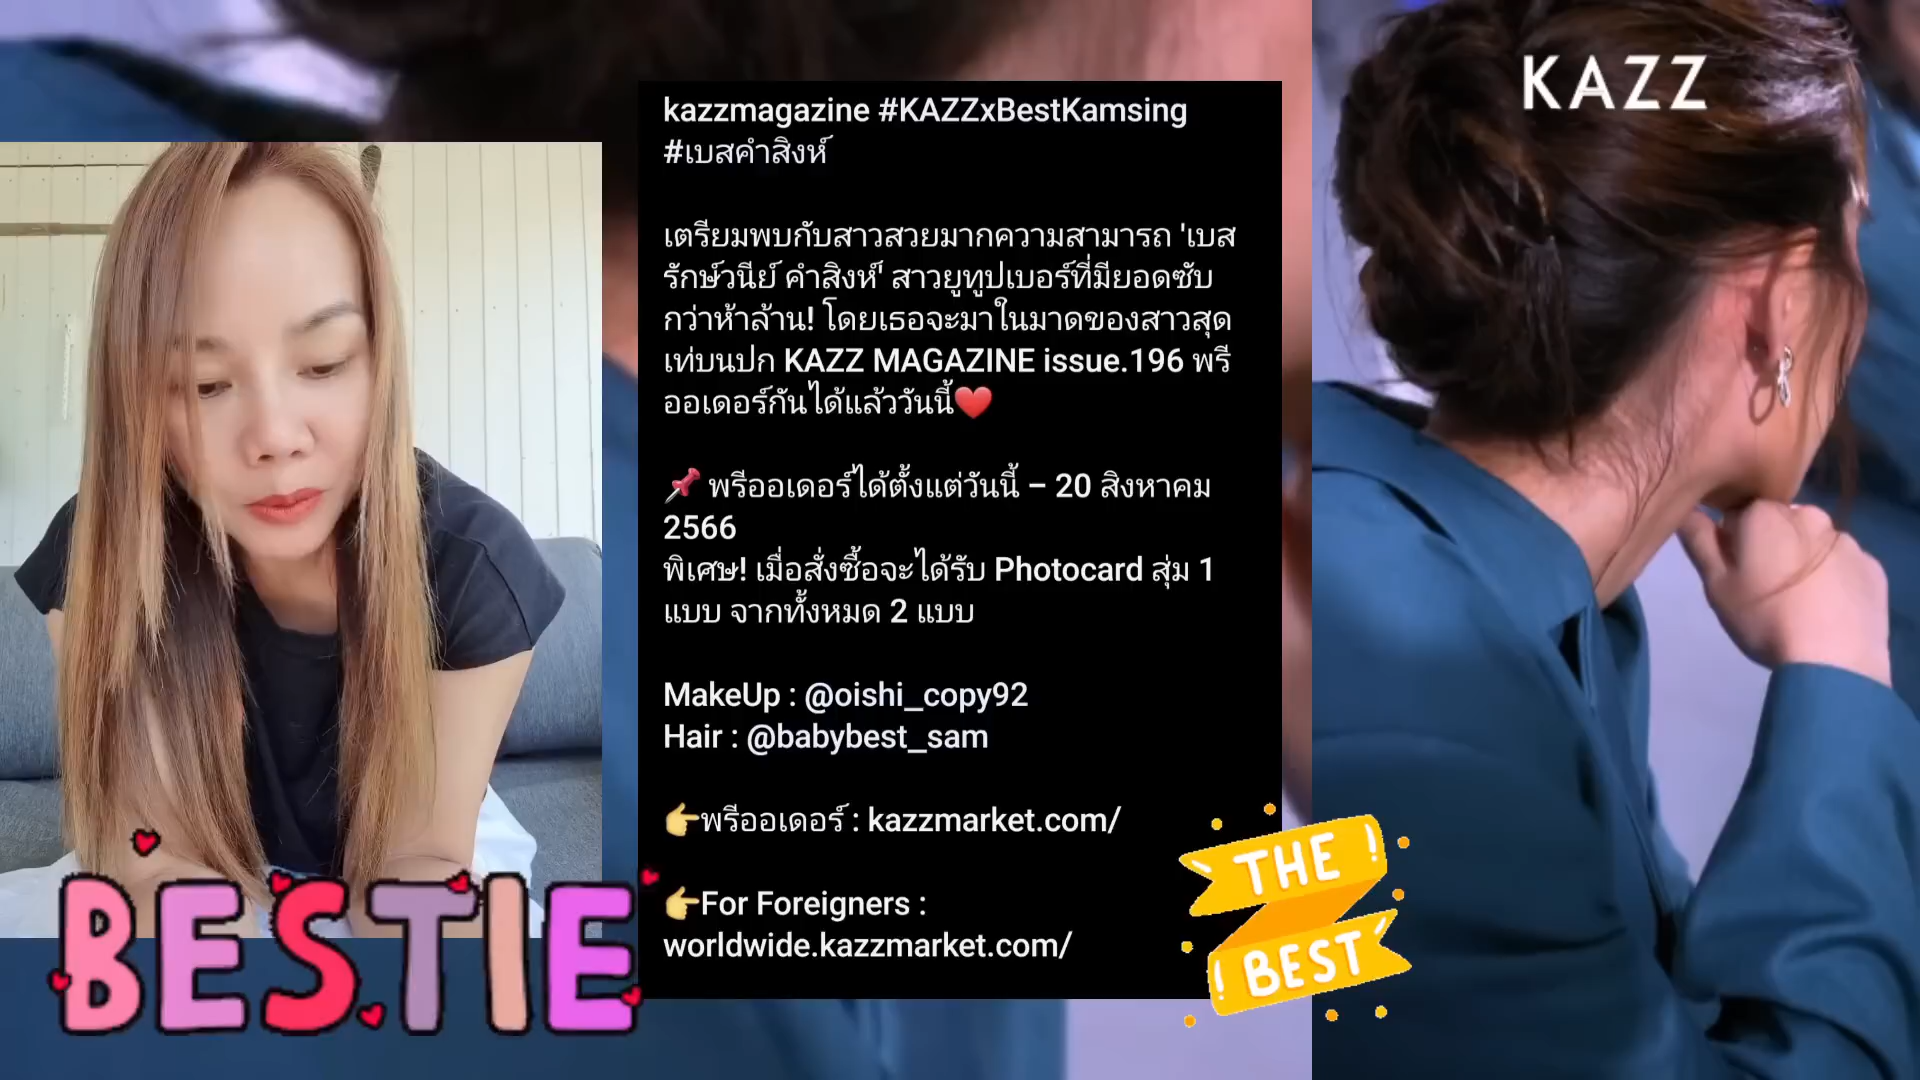 kazzmagazine #KAZZxBestKamsing
#เบสคำสิงห์
เตรียมพบกับสาวสวยมากความสามารถ 'เบส
รักษ์วนีย์ คำสิงห์' สาวยูทูปเบอร์ที่มียอดซับ
กว่าห้าล้าน! โดยเธอจะมาในมาดของสาวสุด
เท่บนปก KAZZ MAGAZINE issue.196 พรี
ออเดอร์กันได้แล้ววันนี้❤️
📌 พรีออเดอร์ได้ตั้งแต่วันนี้ – 20 สิงหาคม
2566
พิเศษ! เมื่อสั่งซื้อจะได้รับ Photocard สุ่ม 1
แบบ จากทั้งหมด 2 แบบ
MakeUp : @oishi_copy92
Hair : @babybest_sam
👉พรีออเดอร์ : kazzmarket.com/
👉For Foreigners :
worldwide.kazzmarket.com/
KAZZ
BESTIE
THE !
! BEST